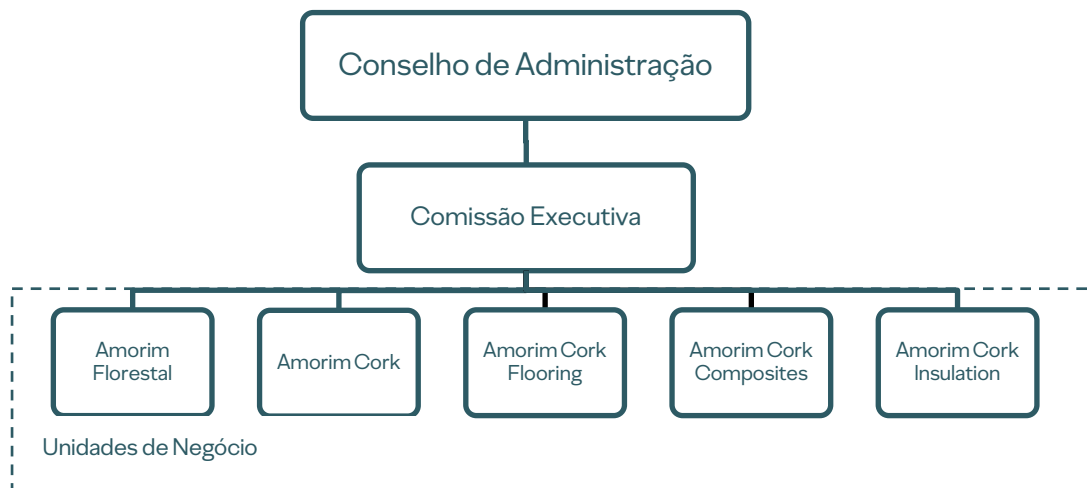 Conselho de Administração
Comissão Executiva
Amorim
Florestal
Amorim Cork
Amorim Cork
Flooring
Amorim Cork
Composites
Amorim Cork
Insulation
Unidades de Negócio